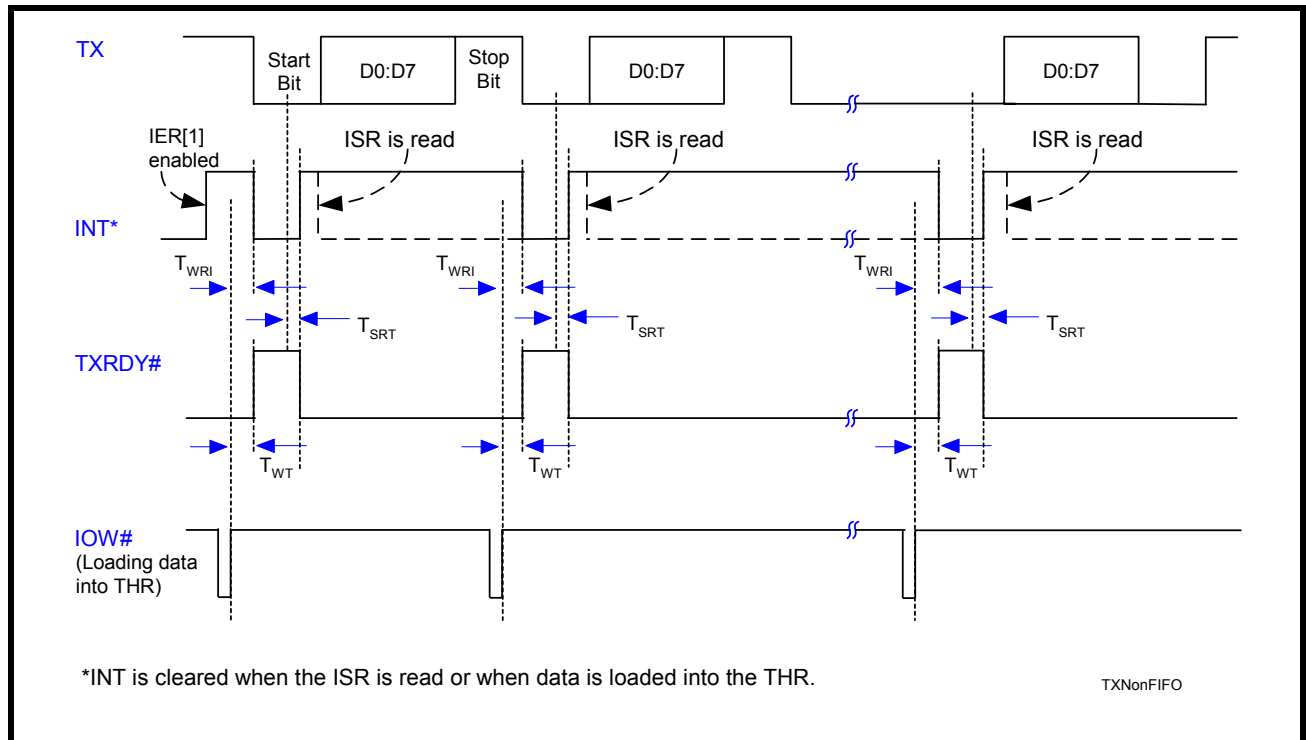 TX
Start
Bit
D0:D7
Stop
Bit
D0:D7
D0:D7
IER[1]
enabled
ISR is read
ISR is read
ISR is read
INT*
TWRI
TWRI
TWRI
TSRT
TSRT
TSRT
TXRDY#
TWT
TWT
TWT
IOW#
(Loading data
into THR)
*INT is cleared when the ISR is read or when data is loaded into the THR.
TXNonFIFO